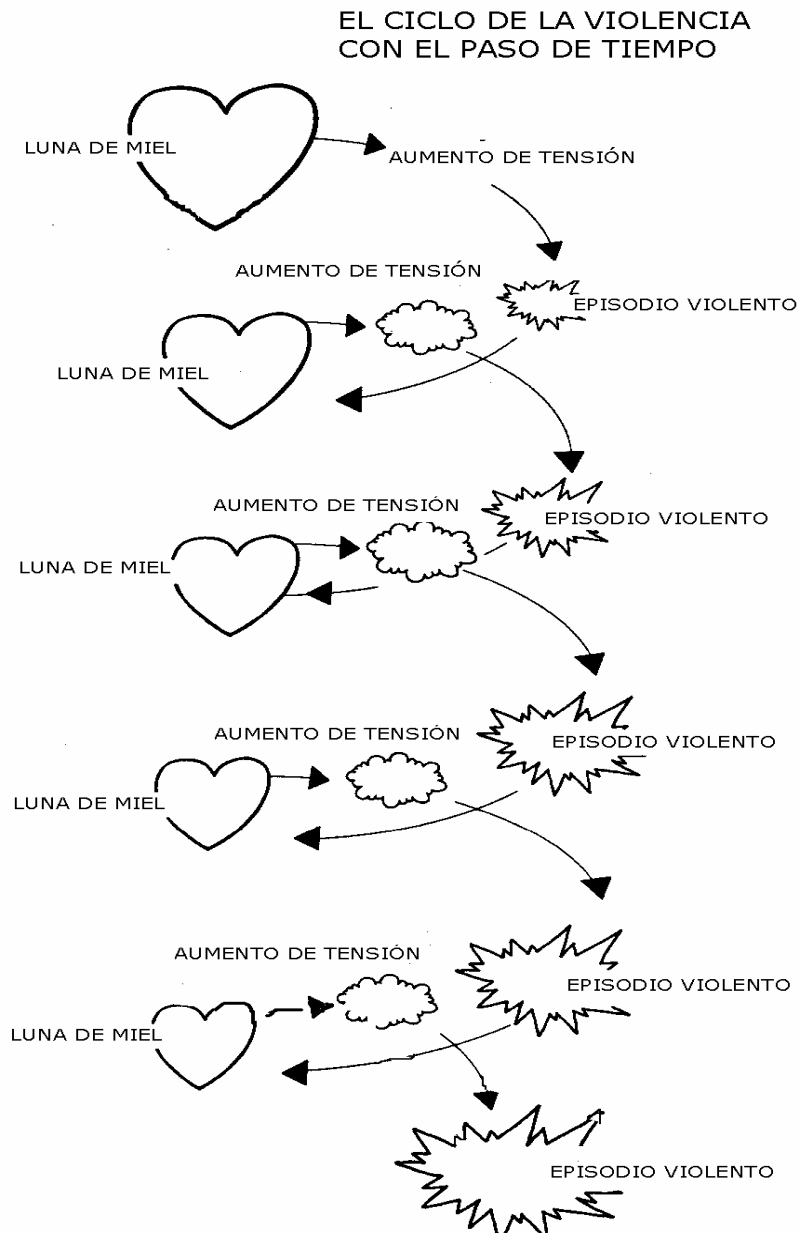 EL CICLO DE LA VIOLENCIA
CON EL PASO DE TIEMPO
LUNA DE MIEL
AUMENTO DE TENSIÓN
AUMENTO DE TENSIÓN
EPISODIO VIOLENTO
LUNA DE MIEL
AUMENTO DE TENSIÓN
EPISODIO VIOLENTO
LUNA DE MIEL
AUMENTO DE TENSIÓN
EPISODIO VIOLENTO
LUNA DE MIEL
AUMENTO DE TENSIÓN
EPISODIO VIOLENTO
LUNA DE MIEL
EPISODIO VIOLENTO